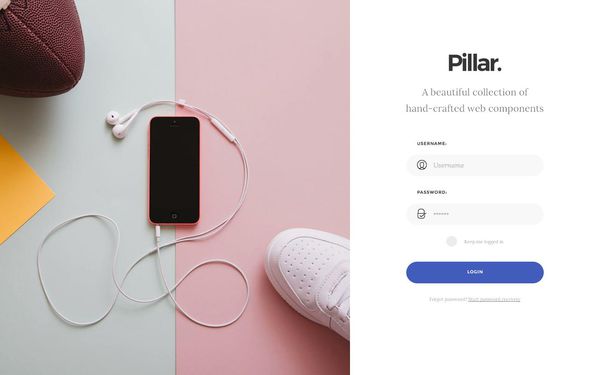 Pillar.
A beautiful collection of
hand-crafted web components
USERNAME:
Username
PASSWORD:
••••••
Keep me logged in
LOGIN
Forgot password? Start password recovery